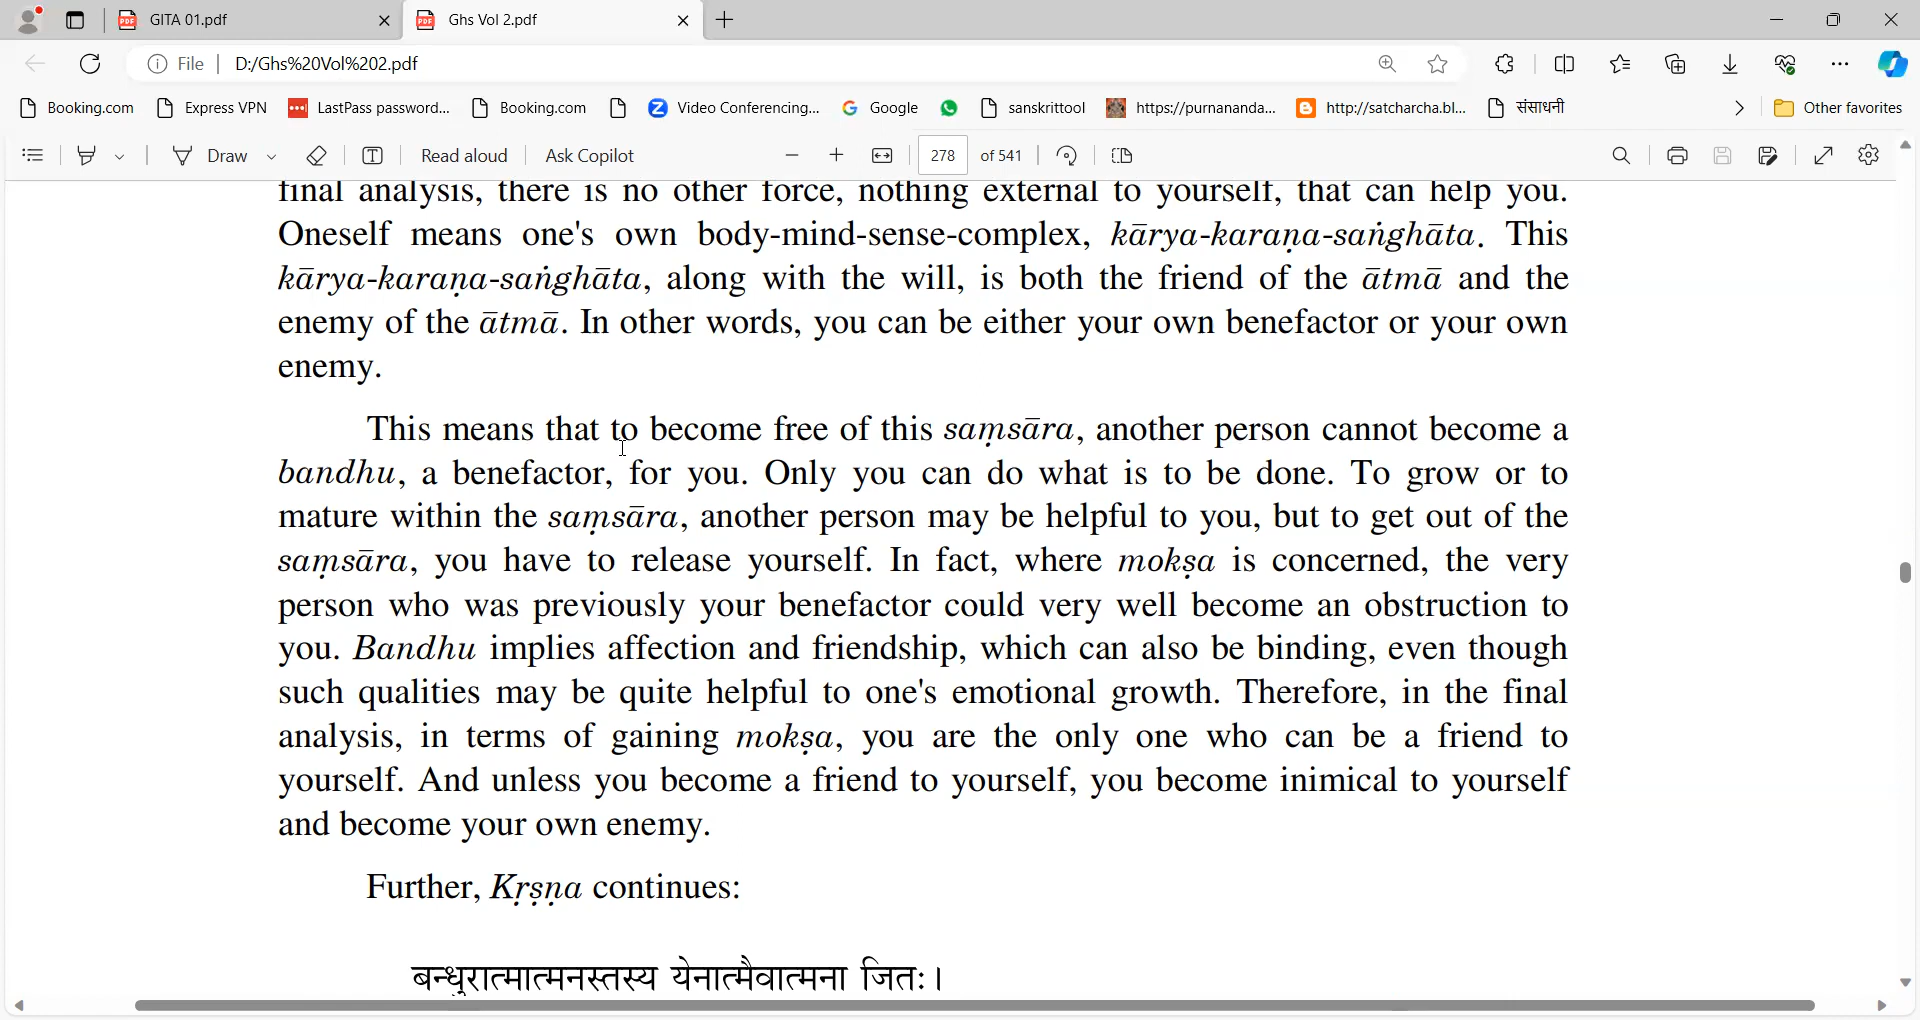 GITA 01.pdf
Ghs Vol 2.pdf
File | D:/Ghs%20Vol%202.pdf
Booking.com Express VPN LastPass password... Booking.com Video Conferencing... Google sanskrittool https://purnananda... http://satcharcha.bl... संसाधनी Other favorites
Draw Read aloud Ask Copilot 278 of 541
final analysis, there is no other force, nothing external to yourself, that can help you.
Oneself means one's own body-mind-sense-complex, kārya-karaṇa-saṅghāta. This
kārya-karaṇa-saṅghāta, along with the will, is both the friend of the ātmā and the
enemy of the ātmā. In other words, you can be either your own benefactor or your own
enemy.
This means that to become free of this saṃsāra, another person cannot become a
bandhu, a benefactor, for you. Only you can do what is to be done. To grow or to
mature within the saṃsāra, another person may be helpful to you, but to get out of the
saṃsāra, you have to release yourself. In fact, where mokṣa is concerned, the very
person who was previously your benefactor could very well become an obstruction to
you. Bandhu implies affection and friendship, which can also be binding, even though
such qualities may be quite helpful to one's emotional growth. Therefore, in the final
analysis, in terms of gaining mokṣa, you are the only one who can be a friend to
yourself. And unless you become a friend to yourself, you become inimical to yourself
and become your own enemy.
Further, Kṛṣṇa continues:
बन्धुरात्मात्मनस्तस्य येनात्मैवात्मना जितः।